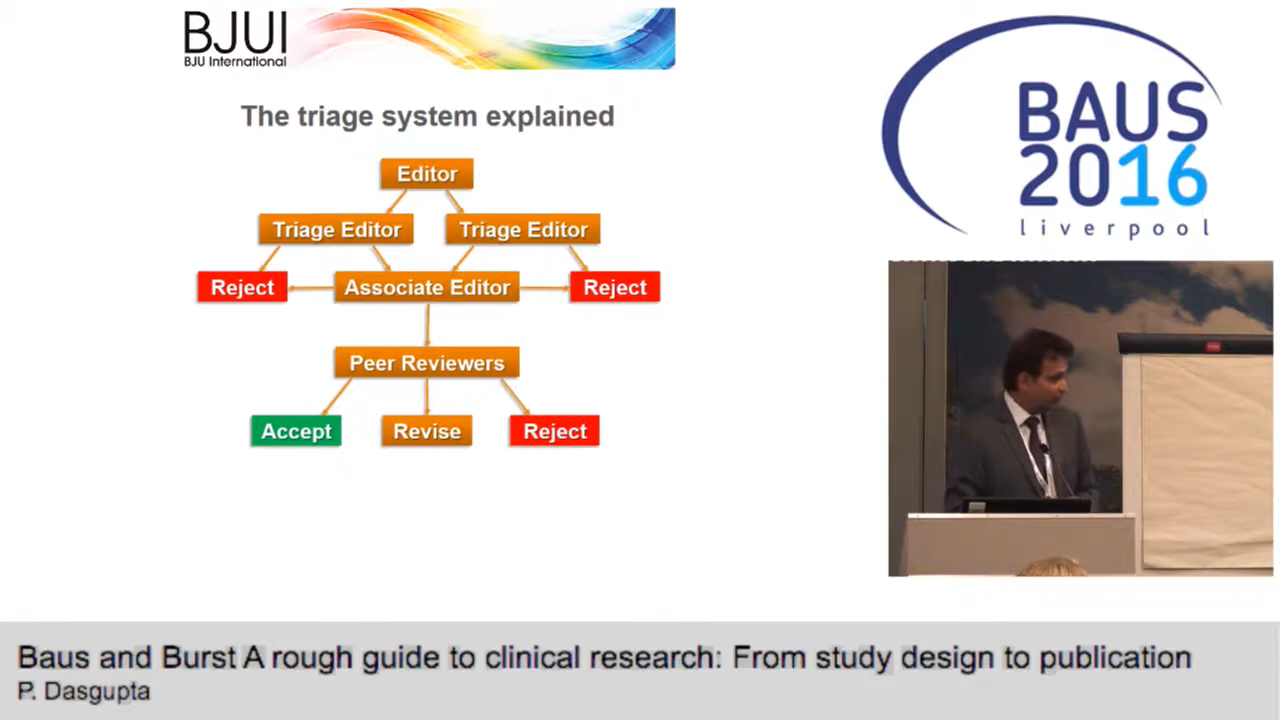 BJUI
BJU International
The triage system explained
Editor
Triage Editor
Triage Editor
Reject
Associate Editor
Reject
Peer Reviewers
Accept
Revise
Reject
BAUS
2016
liverpool
Baus and Burst A rough guide to clinical research: From study design to publication
P. Dasgupta